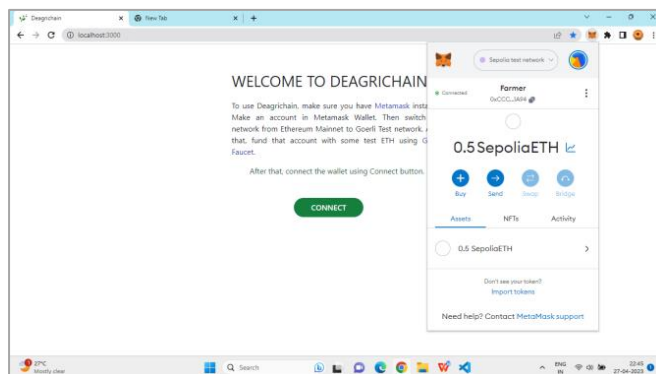 Deagrichain
New Tab
localhost:3000
WELCOME TO DEAGRICHAIN
To use Deagrichain, make sure you have Metamask insta
Make an account in Metamask Wallet. Then switch
network from Ethereum Mainnet to Goerli Test network. A
that, fund that account with some test ETH using G
Faucet.
After that, connect the wallet using Connect button.
CONNECT
Sepolia test network
Connected
Farmer
0.5 SepoliaETH
Buy
Send
Swap
Bridge
Assets
NFTs
Activity
0.5 SepoliaETH
Don't see your token?
Import tokens
Need help? Contact MetaMask support
27°C
Mostly clear
Search
ENG
IN
22:45
27-04-2023